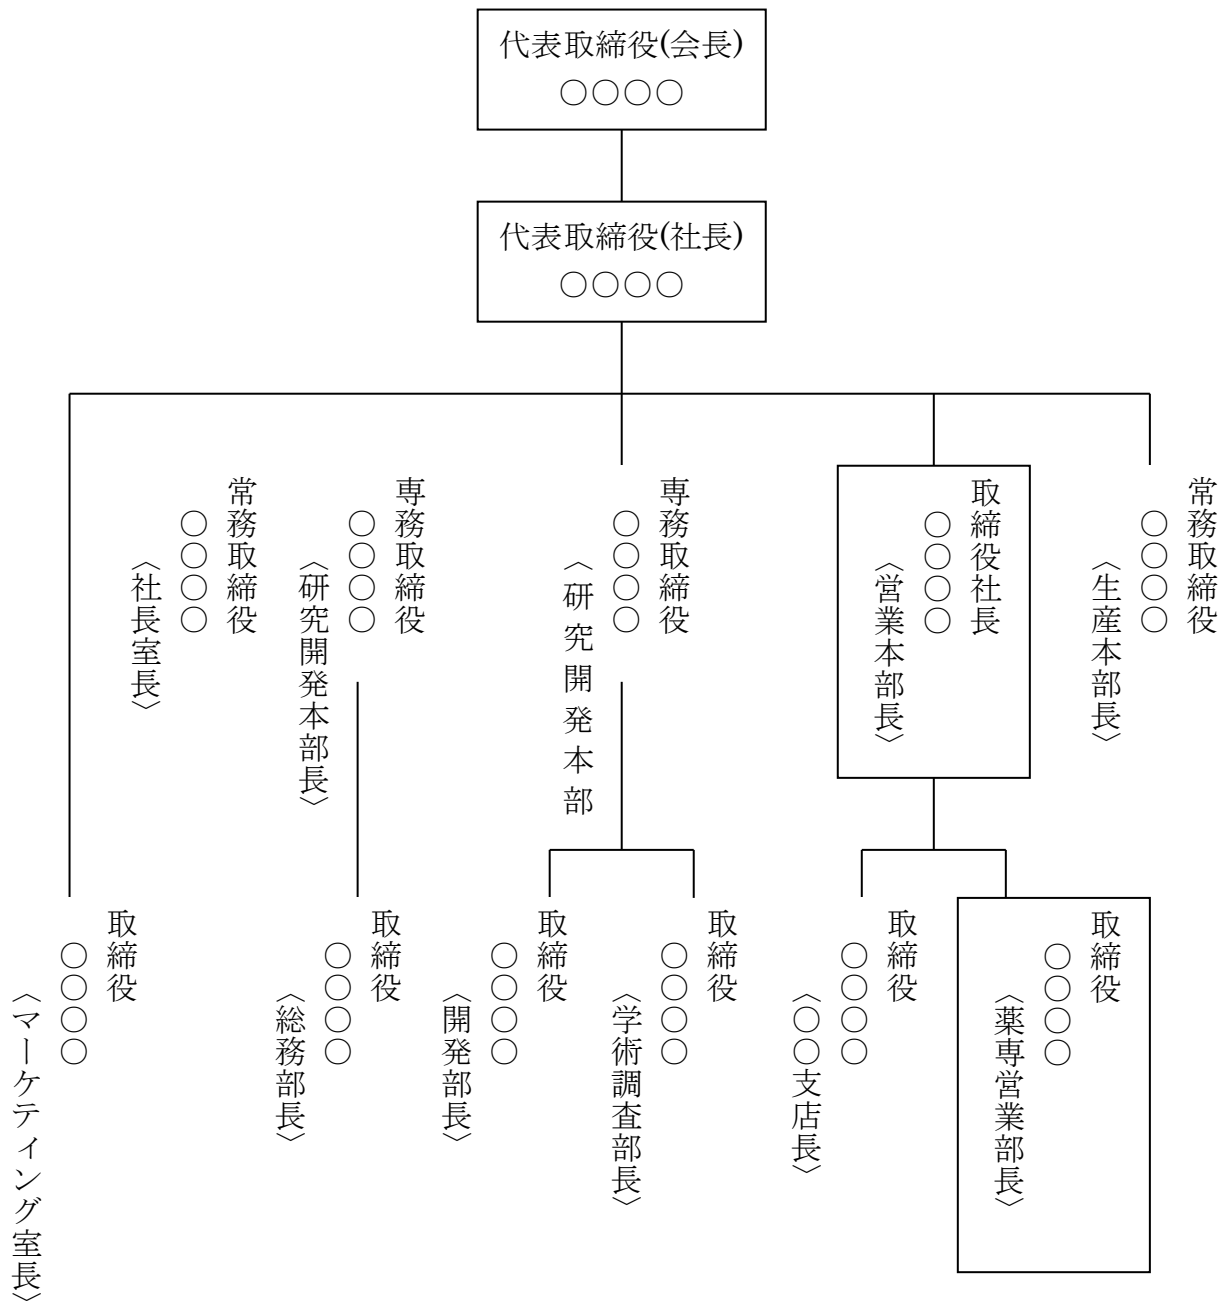 代表取締役(会長)
○○○○
代表取締役(社長)
○○○○
常務取締役
○○○○
〈生産本部長〉
取締役社長
○○○○
〈営業本部長〉
専務取締役
○○○○
〈研究開発本部
専務取締役
○○○○
〈研究開発本部長〉
常務取締役
○○○○
〈社長室長〉
取締役
○○○○
〈薬専営業部長〉
取締役
○○○○
〈○○支店長〉
取締役
○○○○
〈学術調査部長〉
取締役
○○○○
〈開発部長〉
取締役
○○○○
〈総務部長〉
取締役
○○○○
〈マーケティング室長〉